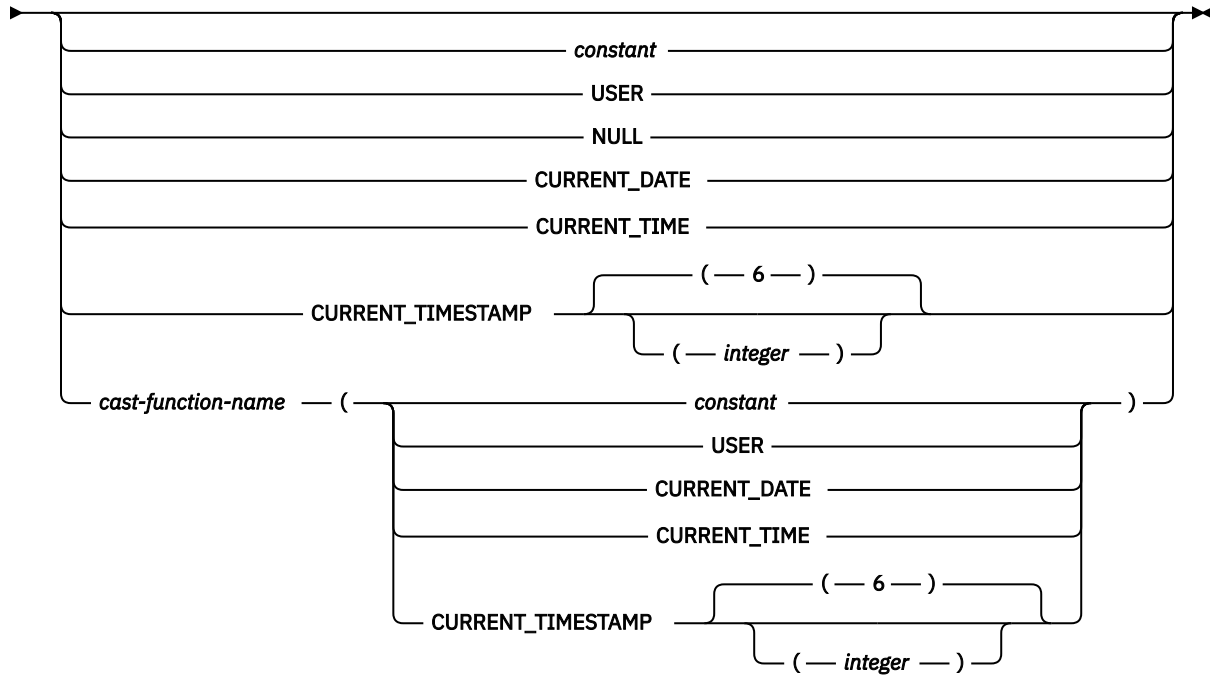 constant
USER
NULL
CURRENT_DATE
CURRENT_TIME
( 6 )
CURRENT_TIMESTAMP
( integer )
cast-function-name ( constant )
USER
CURRENT_DATE
CURRENT_TIME
( 6 )
CURRENT_TIMESTAMP
( integer )